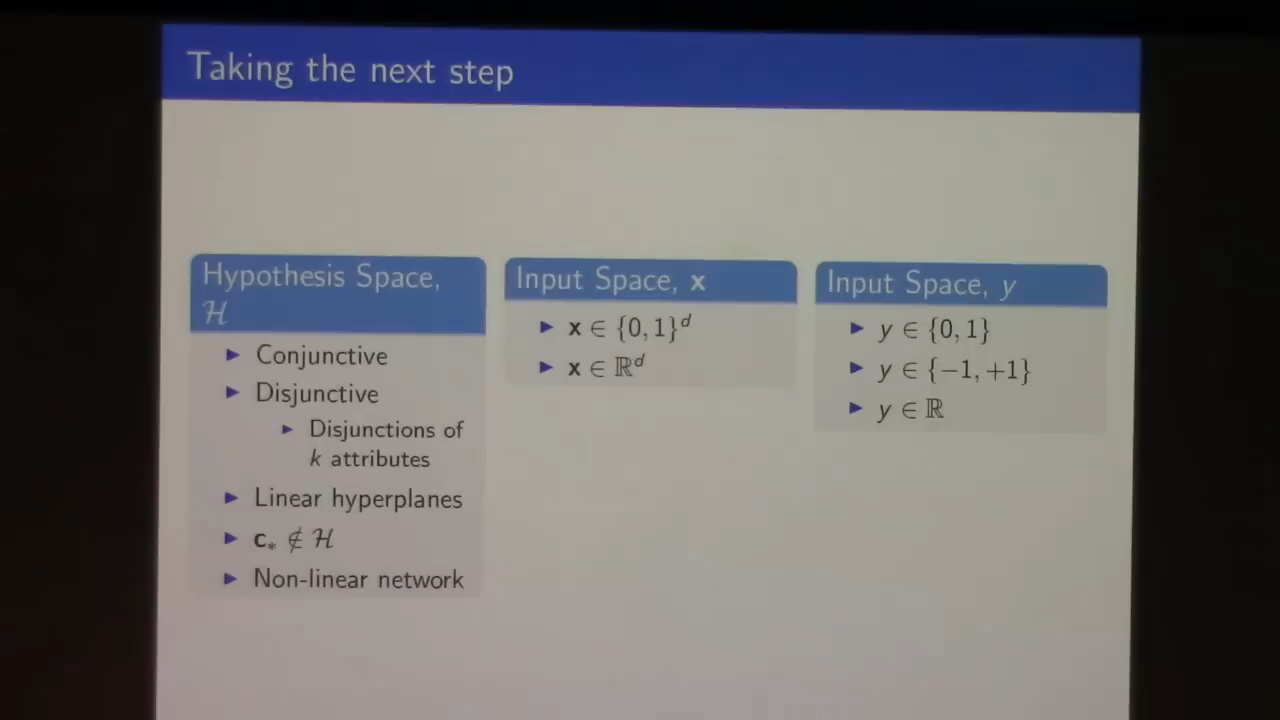 Taking the next step
Hypothesis Space,
ℋ
▶ Conjunctive
▶ Disjunctive
▶ Disjunctions of
k attributes
▶ Linear hyperplanes
▶ c∗ ∉ ℋ
▶ Non-linear network
Input Space, x
▶ x ∈ {0, 1}ᵈ
▶ x ∈ ℝᵈ
Input Space, y
▶ y ∈ {0, 1}
▶ y ∈ {−1, +1}
▶ y ∈ ℝ